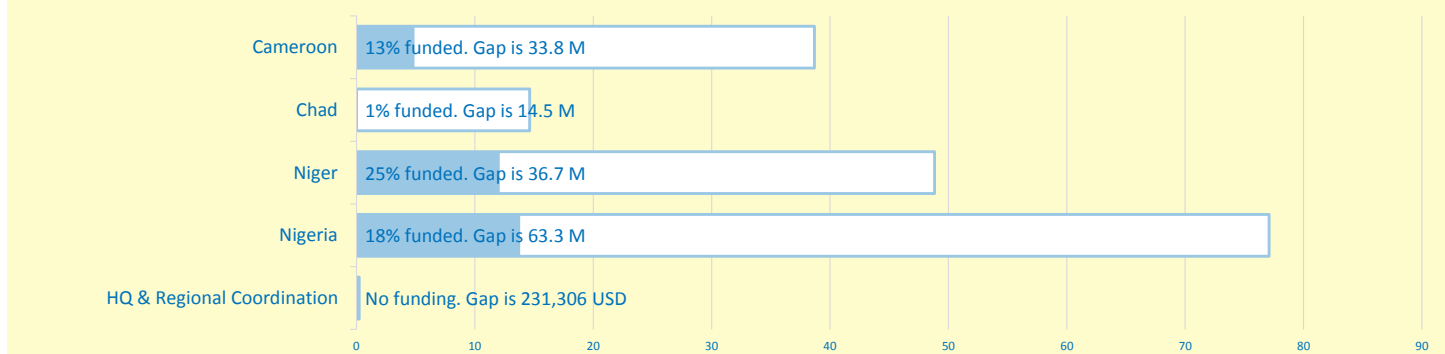 Cameroon 13% funded. Gap is 33.8 M
Chad 1% funded. Gap is 14.5 M
Niger 25% funded. Gap is 36.7 M
Nigeria 18% funded. Gap is 63.3 M
HQ & Regional Coordination No funding. Gap is 231,306 USD
0 10 20 30 40 50 60 70 80 90